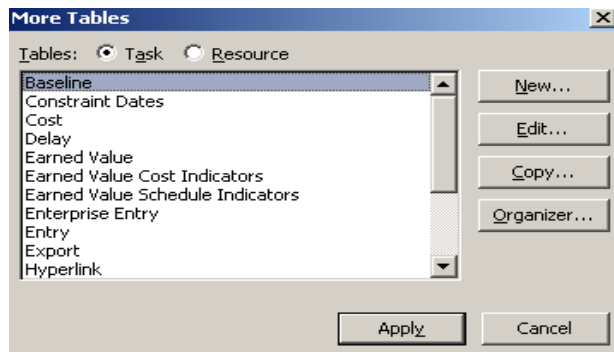 More Tables
Tables: Task Resource
Baseline
Constraint Dates
Cost
Delay
Earned Value
Earned Value Cost Indicators
Earned Value Schedule Indicators
Enterprise Entry
Entry
Export
Hyperlink
New...
Edit...
Copy...
Organizer...
Apply
Cancel